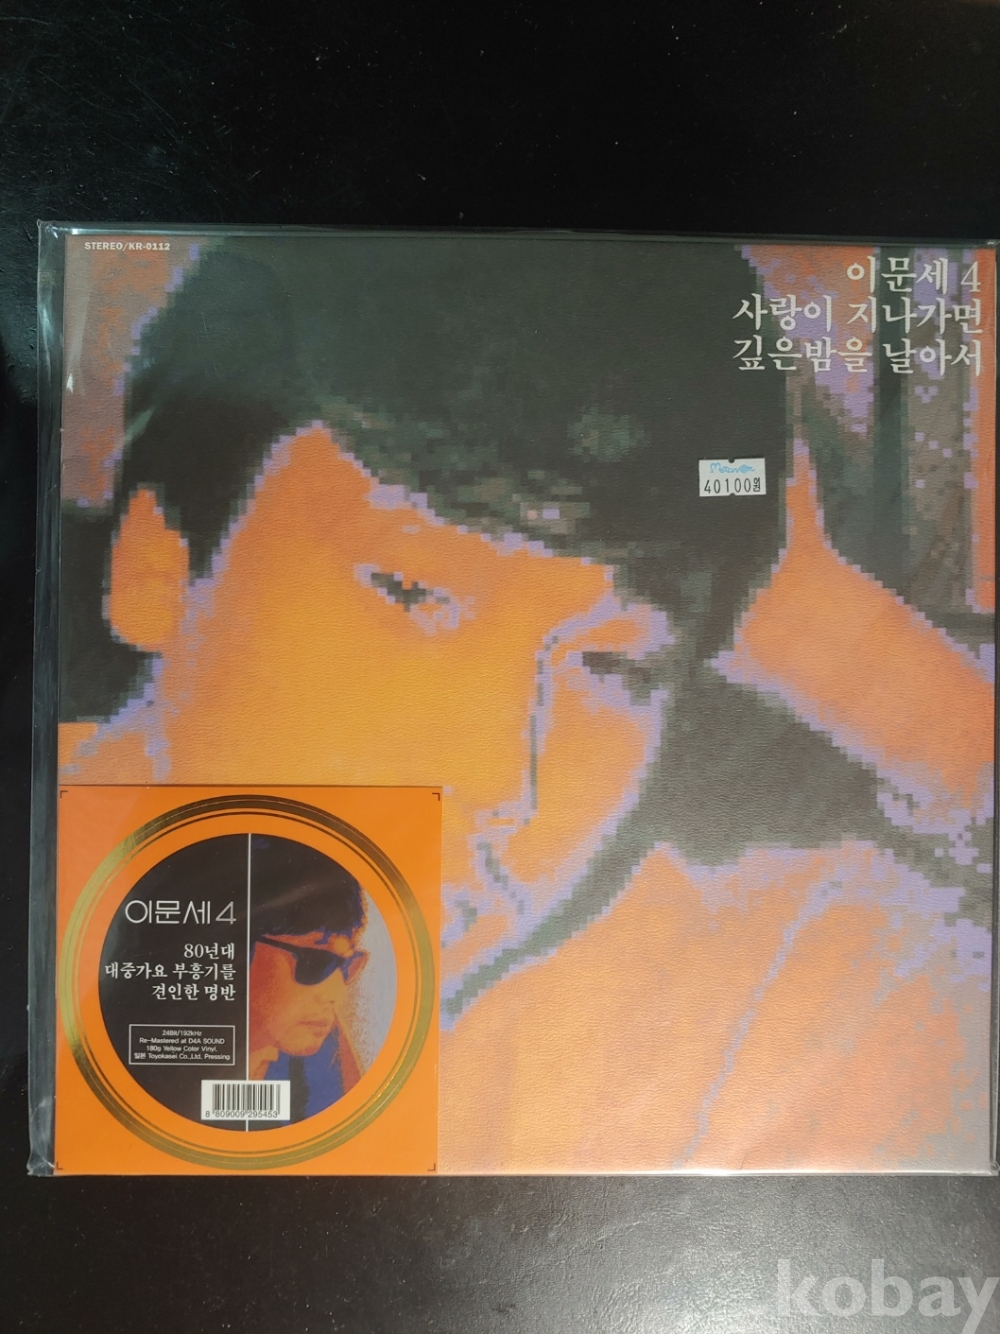 STEREO/KR-0112
이문세 4
사랑이 지나가면
깊은밤을 날아서
Mowon
40100원
이문세4
80년대
대중가요 부흥기를
견인한 명반
24Bit/192kHz
Re-Mastered at D4A SOUND
180g Yellow Color Vinyl.
일본 Toyokasei Co.,Ltd. Pressing
8 809009 295453
kobay